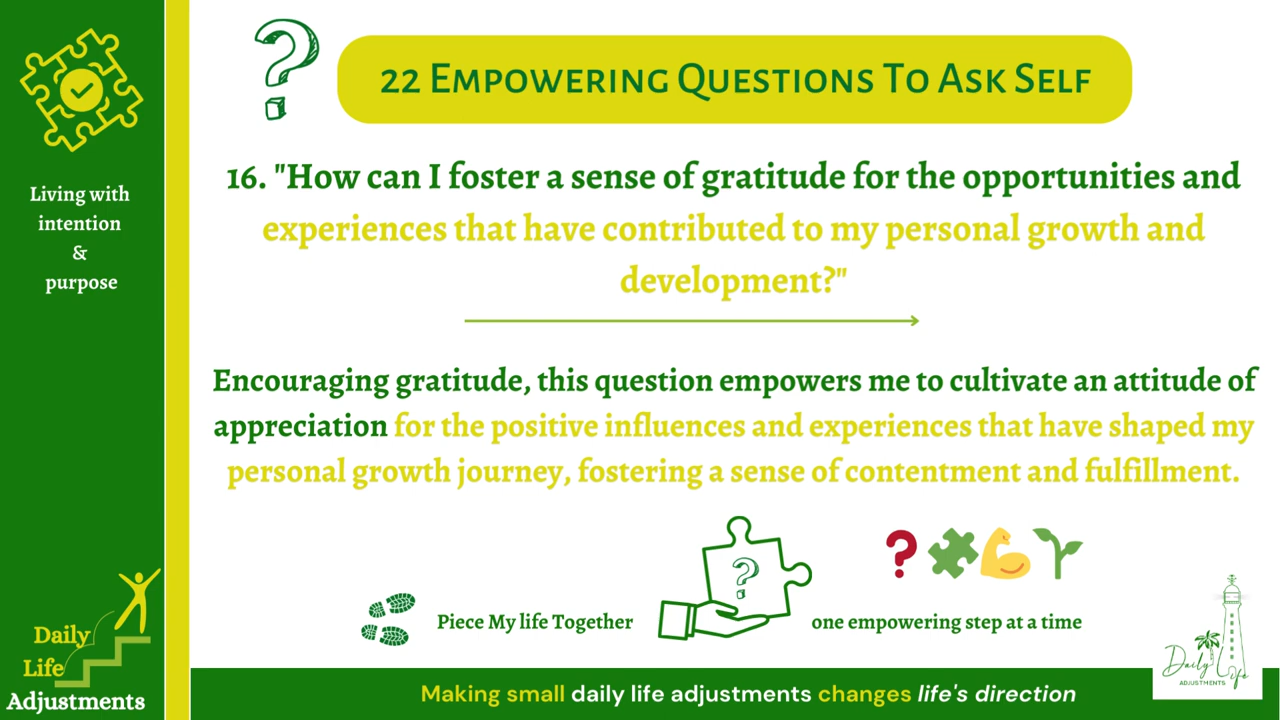 22 Empowering Questions To Ask Self
16. "How can I foster a sense of gratitude for the opportunities and
experiences that have contributed to my personal growth and
development?"
Encouraging gratitude, this question empowers me to cultivate an attitude of
appreciation for the positive influences and experiences that have shaped my
personal growth journey, fostering a sense of contentment and fulfillment.
Living with
intention
&
purpose
Piece My life Together
?
one empowering step at a time
Daily
Life
Adjustments
Making small daily life adjustments changes life's direction
Daily Life
ADJUSTMENTS